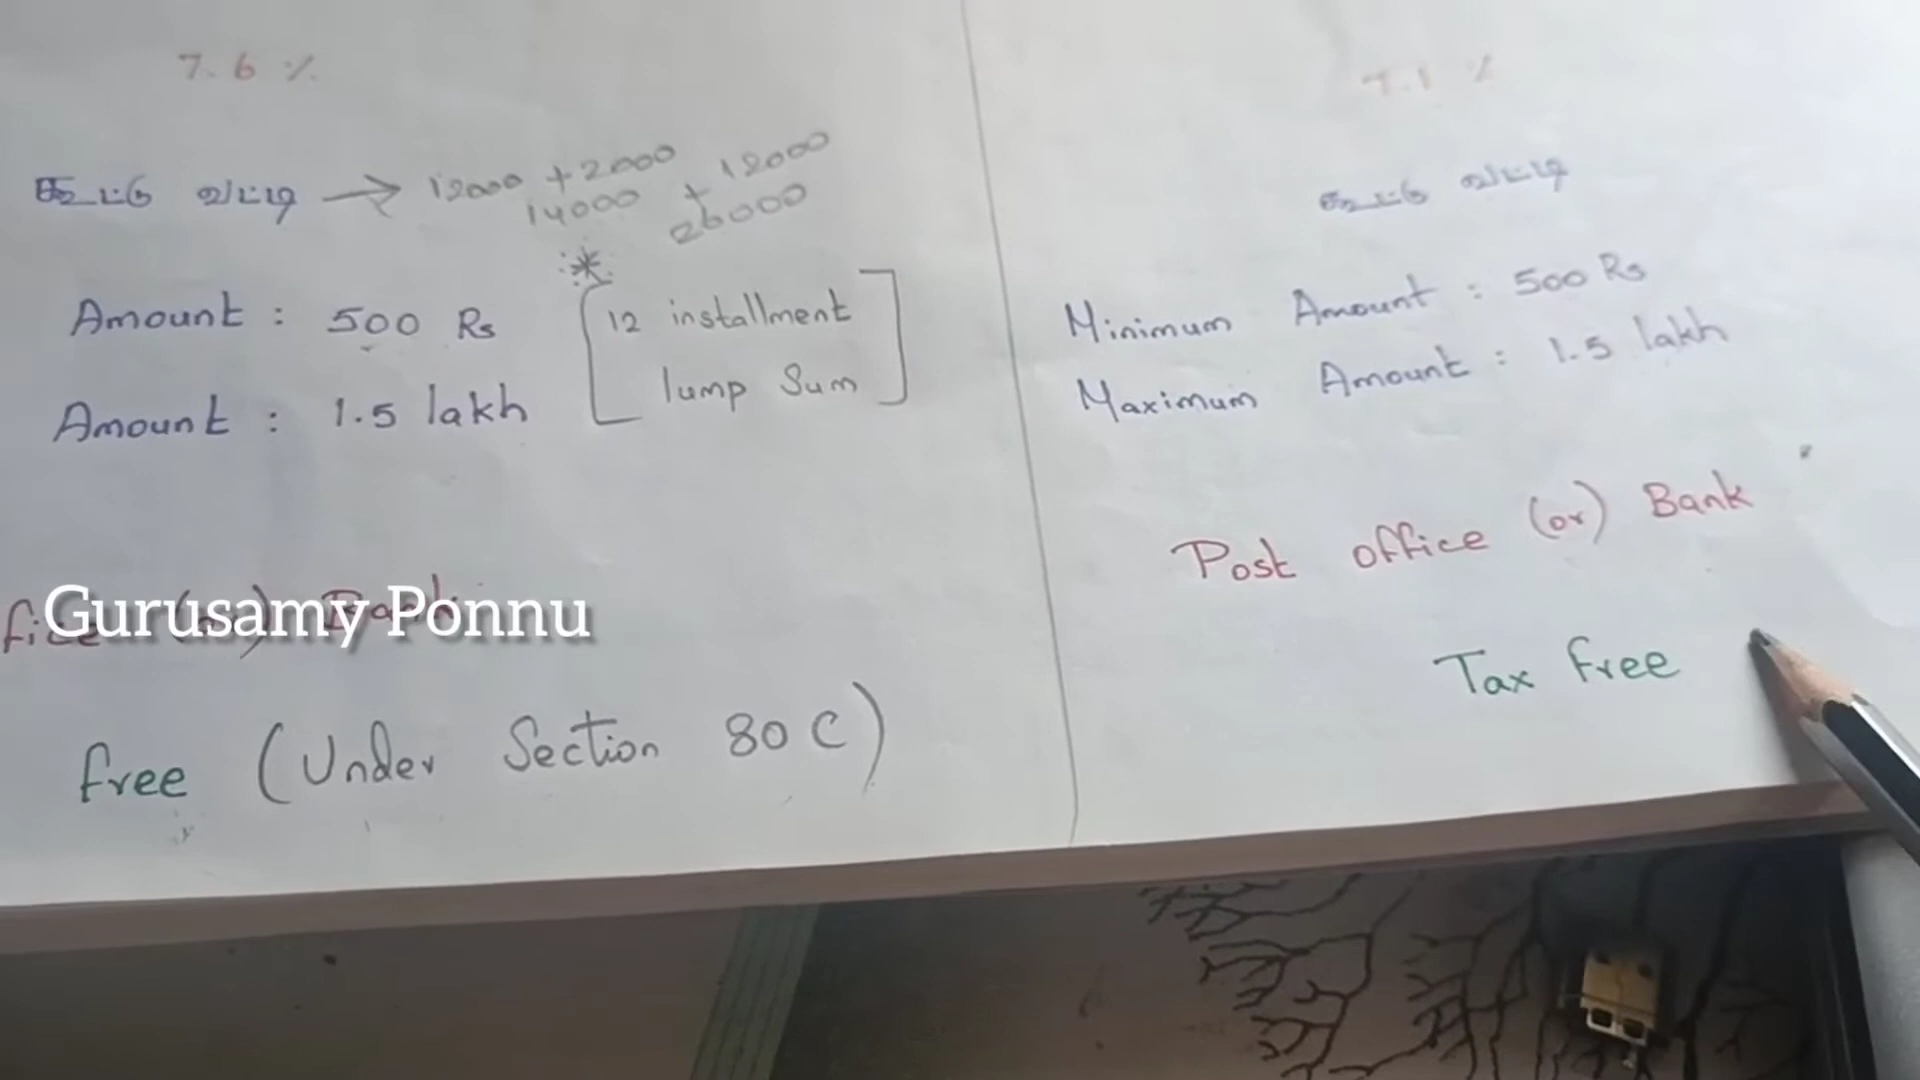 7.6 %
கூட்டு வட்டி → 12000 + 2000
14000 + 12000
26000
Amount : 500 Rs
Amount : 1.5 lakh
12 installment
lump Sum
Gurusamy Ponnu
free (Under Section 80 C)
7.1 %
கூட்டு வட்டி
Minimum Amount : 500 Rs
Maximum Amount : 1.5 lakh
Post office (or) Bank
Tax free